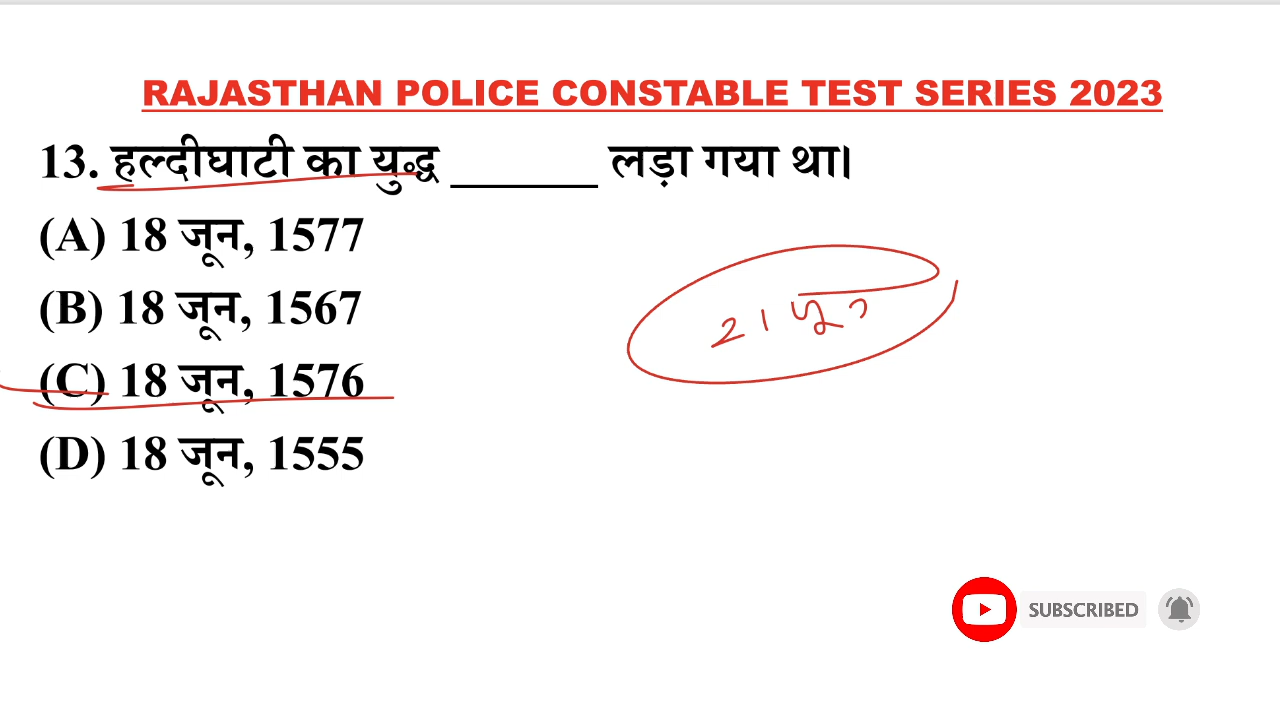 RAJASTHAN POLICE CONSTABLE TEST SERIES 2023
13. हल्दीघाटी का युद्ध ______ लड़ा गया था।
(A) 18 जून, 1577
(B) 18 जून, 1567
21 जून
(C) 18 जून, 1576
(D) 18 जून, 1555
SUBSCRIBED